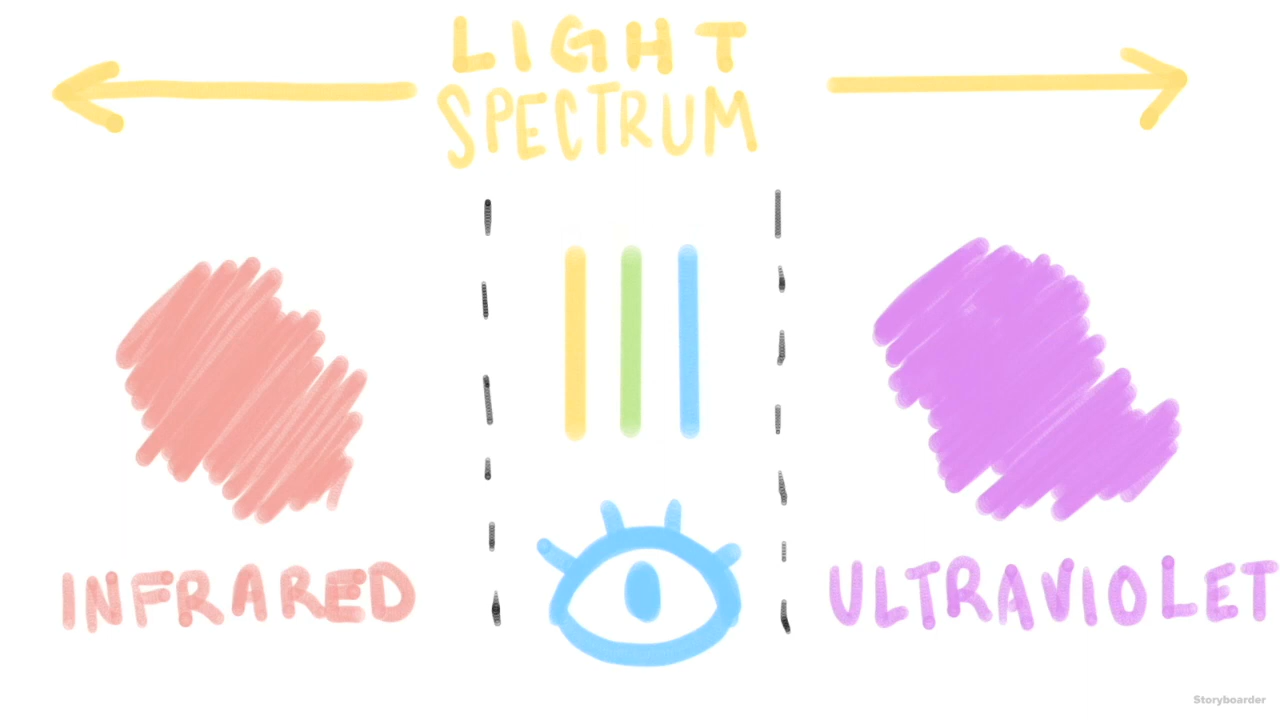 LIGHT
SPECTRUM
INFRARED
ULTRAVIOLET
Storyboarder